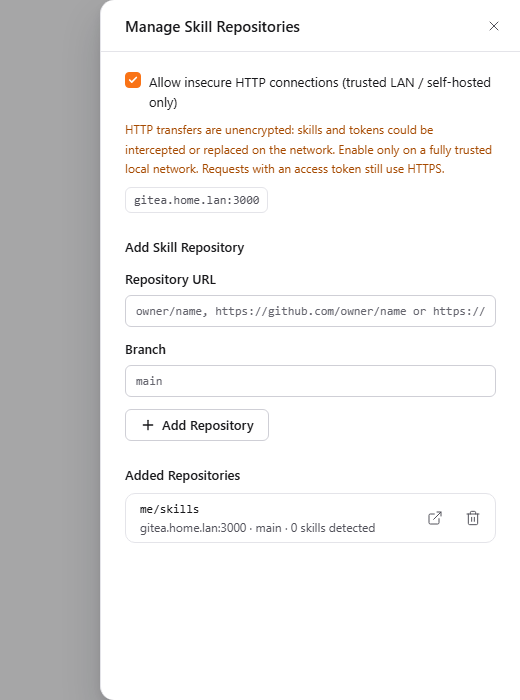 Manage Skill Repositories
Allow insecure HTTP connections (trusted LAN / self-hosted
only)
HTTP transfers are unencrypted: skills and tokens could be
intercepted or replaced on the network. Enable only on a fully trusted
local network. Requests with an access token still use HTTPS.
gitea.home.lan:3000
Add Skill Repository
Repository URL
owner/name, https://github.com/owner/name or https://
Branch
main
+ Add Repository
Added Repositories
me/skills
gitea.home.lan:3000 · main · 0 skills detected